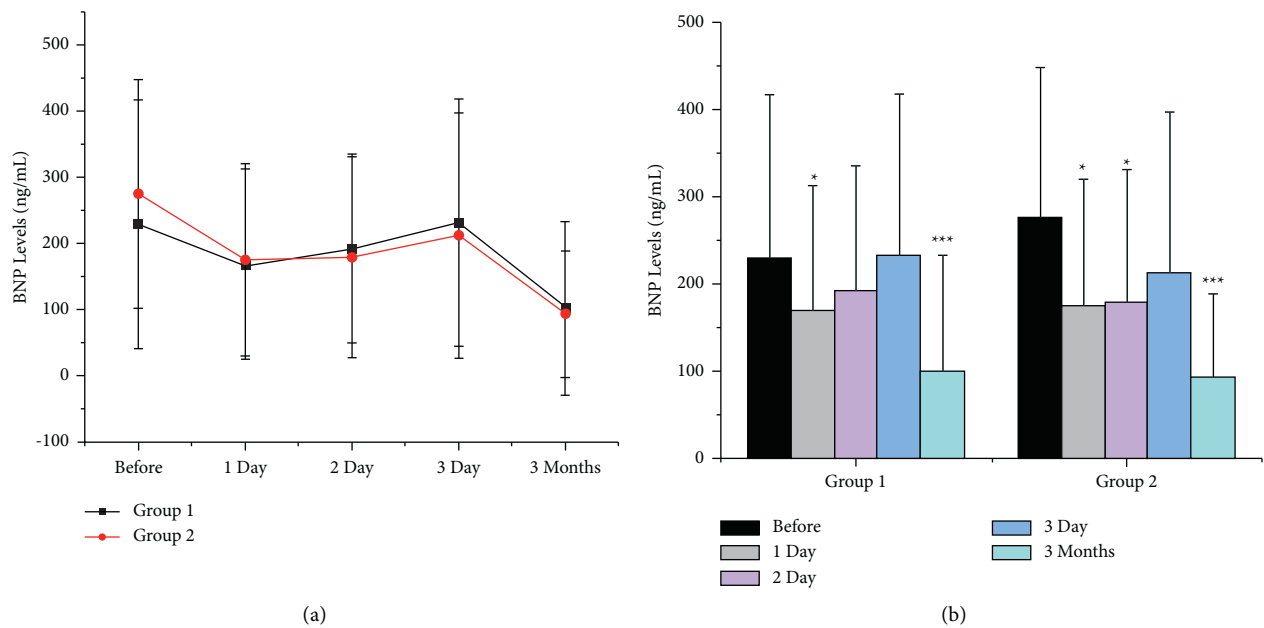 500
400
300
200
100
0
-100
BNP Levels (ng/mL)
Before 1 Day 2 Day 3 Day 3 Months
Group 1
Group 2
(a)
500
400
300
200
100
0
BNP Levels (ng/mL)
*
***
*
*
***
Group 1 Group 2
Before
1 Day
2 Day
3 Day
3 Months
(b)